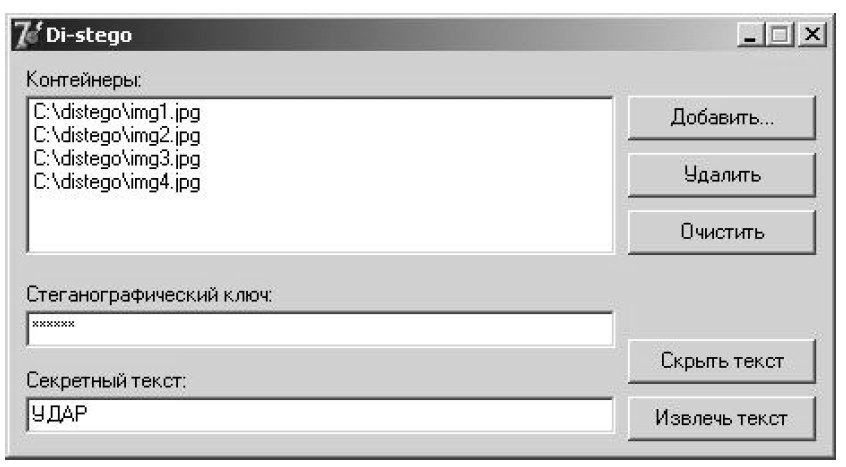 Di-stego
Контейнеры:
C:\distego\img1.jpg
C:\distego\img2.jpg
C:\distego\img3.jpg
C:\distego\img4.jpg
Добавить...
Удалить
Очистить
Стеганографический ключ:
******
Скрыть текст
Секретный текст:
УДАР
Извлечь текст